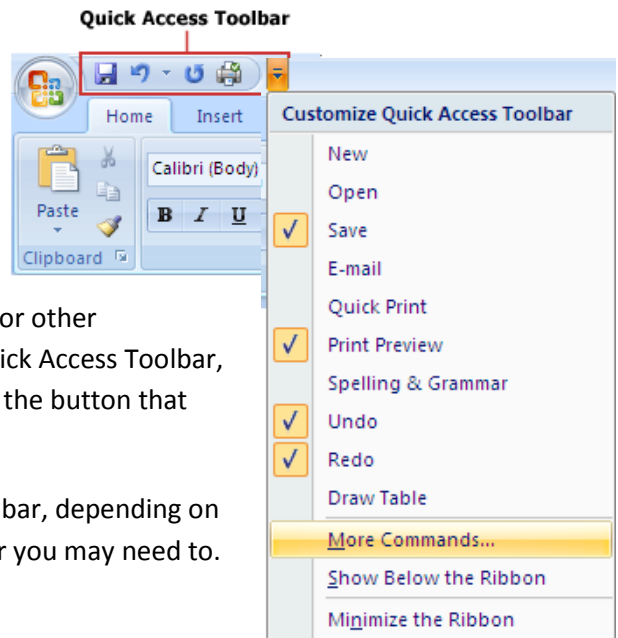 Quick Access Toolbar
Home Insert
Calibri (Body)
Paste
B I U
Clipboard
Customize Quick Access Toolbar
New
Open
Save
E-mail
Quick Print
Print Preview
Spelling & Grammar
Undo
Redo
Draw Table
More Commands...
Show Below the Ribbon
Minimize the Ribbon
or other
ick Access Toolbar,
the button that
bar, depending on
r you may need to.